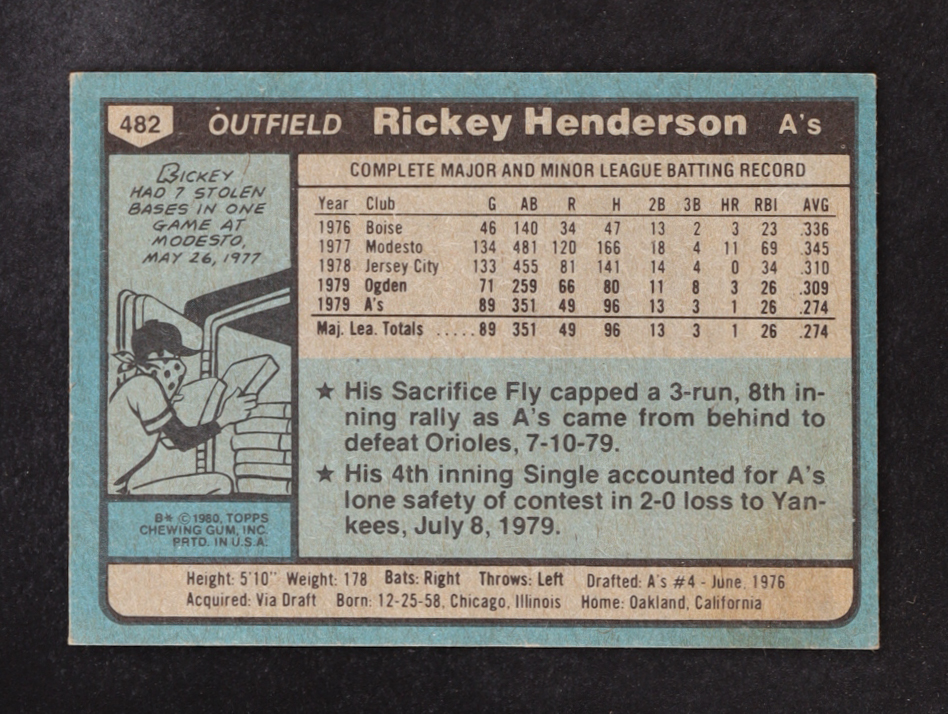 482 OUTFIELD Rickey Henderson A's
RICKEY
HAD 7 STOLEN
BASES IN ONE
GAME AT
MODESTO,
MAY 26, 1977
B* © 1980, TOPPS
CHEWING GUM, INC.
PRTD. IN U.S.A.
COMPLETE MAJOR AND MINOR LEAGUE BATTING RECORD
Year Club G AB R H 2B 3B HR RBI AVG
1976 Boise 46 140 34 47 13 2 3 23 .336
1977 Modesto 134 481 120 166 18 4 11 69 .345
1978 Jersey City 133 455 81 141 14 4 0 34 .310
1979 Ogden 71 259 66 80 11 8 3 26 .309
1979 A's 89 351 49 96 13 3 1 26 .274
Maj. Lea. Totals .....89 351 49 96 13 3 1 26 .274
★ His Sacrifice Fly capped a 3-run, 8th in-
ning rally as A's came from behind to
defeat Orioles, 7-10-79.
★ His 4th inning Single accounted for A's
lone safety of contest in 2-0 loss to Yan-
kees, July 8, 1979.
Height: 5'10" Weight: 178 Bats: Right Throws: Left Drafted: A's #4 - June, 1976
Acquired: Via Draft Born: 12-25-58, Chicago, Illinois Home: Oakland, California